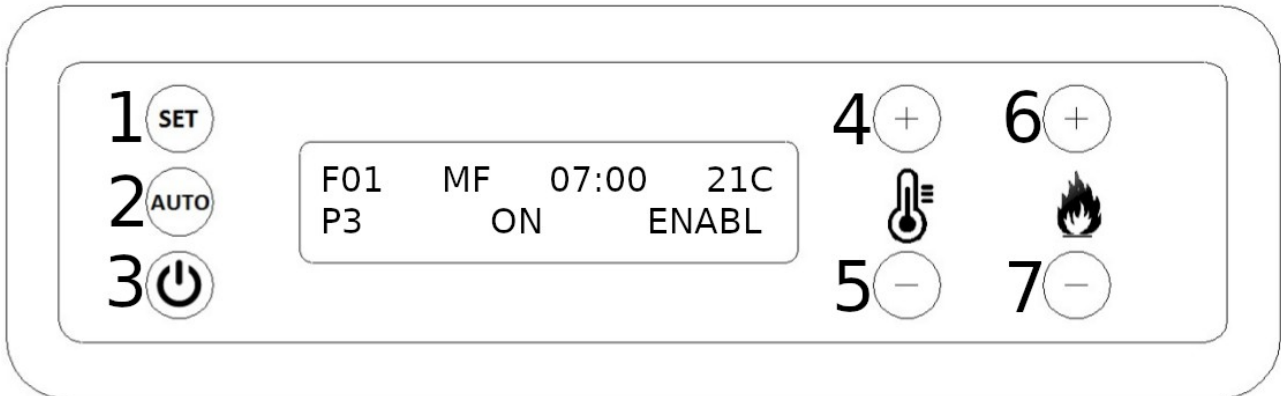 1 SET
2 AUTO
3
F01 MF 07:00 21C
P3 ON ENABL
4 +
5 -
6 +
7 -